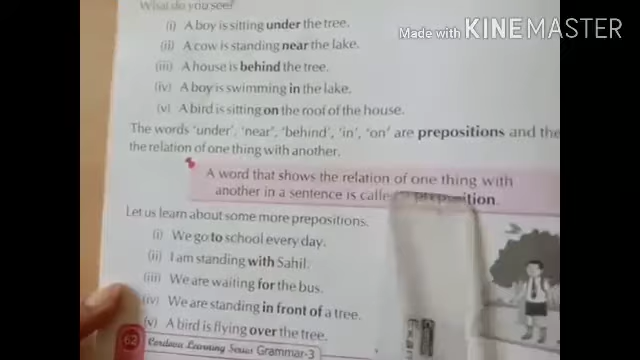 What do you see?
(i) A boy is sitting under the tree.
(ii) A cow is standing near the lake.
(iii) A house is behind the tree.
(iv) A boy is swimming in the lake.
(v) A bird is sitting on the roof of the house.
The words 'under', 'near', 'behind', 'in', 'on' are prepositions and the
the relation of one thing with another.
A word that shows the relation of one thing with
another in a sentence is calle preposition.
Let us learn about some more prepositions.
(i) We go to school every day.
(ii) I am standing with Sahil.
(iii) We are waiting for the bus.
(iv) We are standing in front of a tree.
(v) A bird is flying over the tree.
62 Cordova Learning Series Grammar-3
Made with KINEMASTER